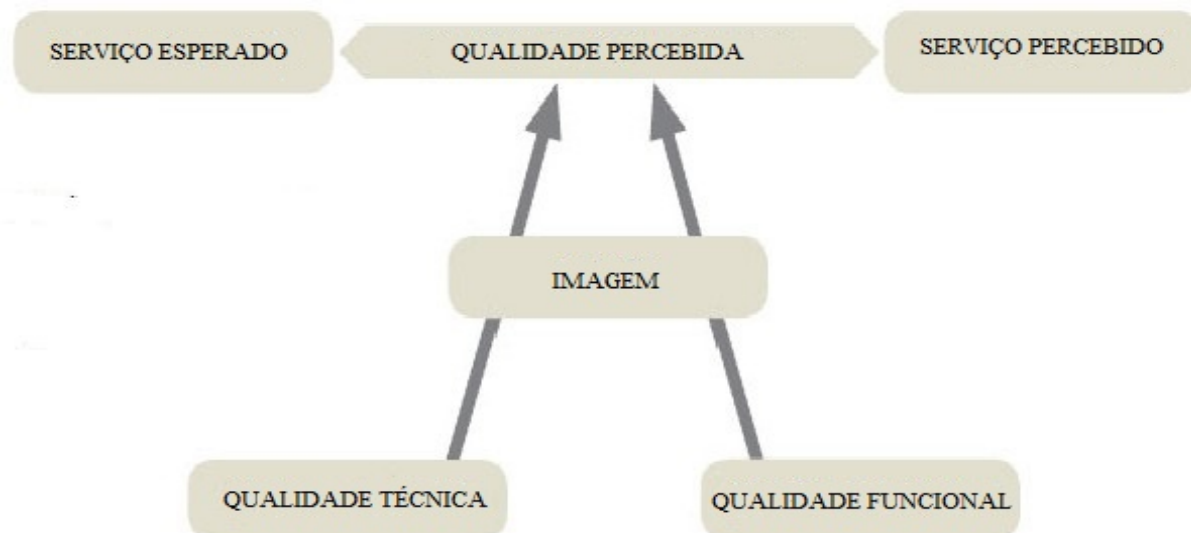 SERVIÇO ESPERADO
QUALIDADE PERCEBIDA
SERVIÇO PERCEBIDO
IMAGEM
QUALIDADE TÉCNICA
QUALIDADE FUNCIONAL